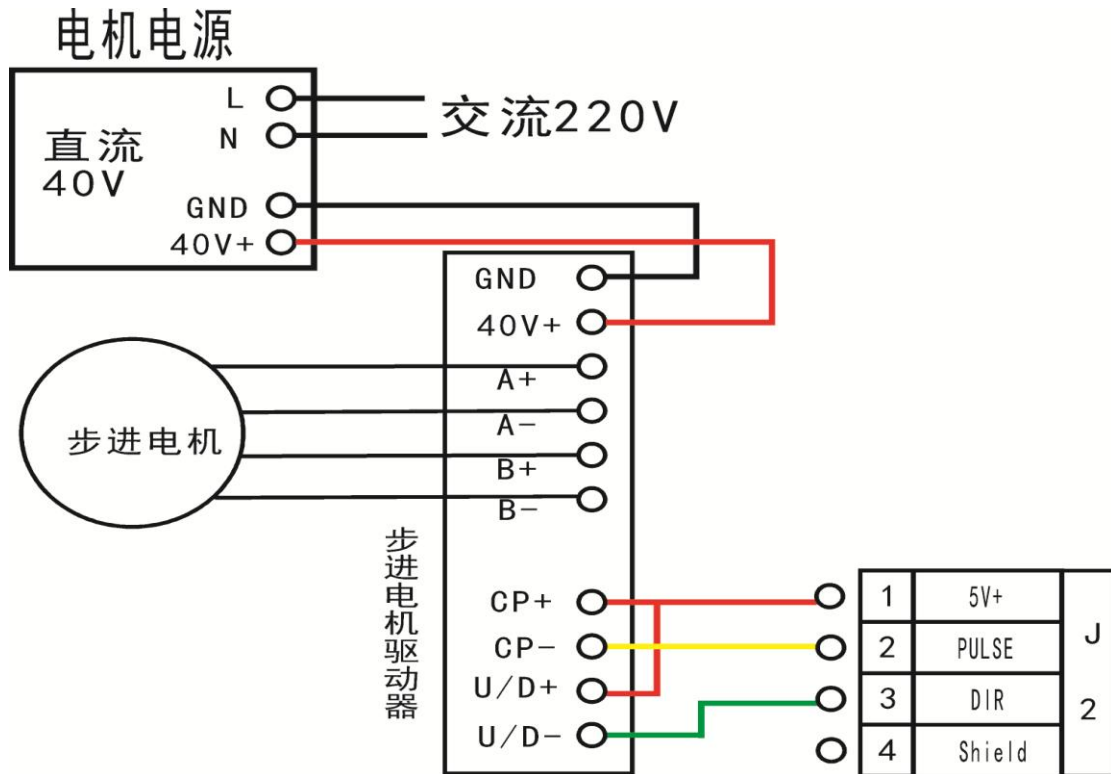 电机电源
L
N
交流220V
直流
40V
GND
40V+
GND
40V+
A+
A-
B+
B-
步进电机
步进电机驱动器
CP+
CP-
U/D+
U/D-
1 5V+
2 PULSE
3 DIR
4 Shield
J
2